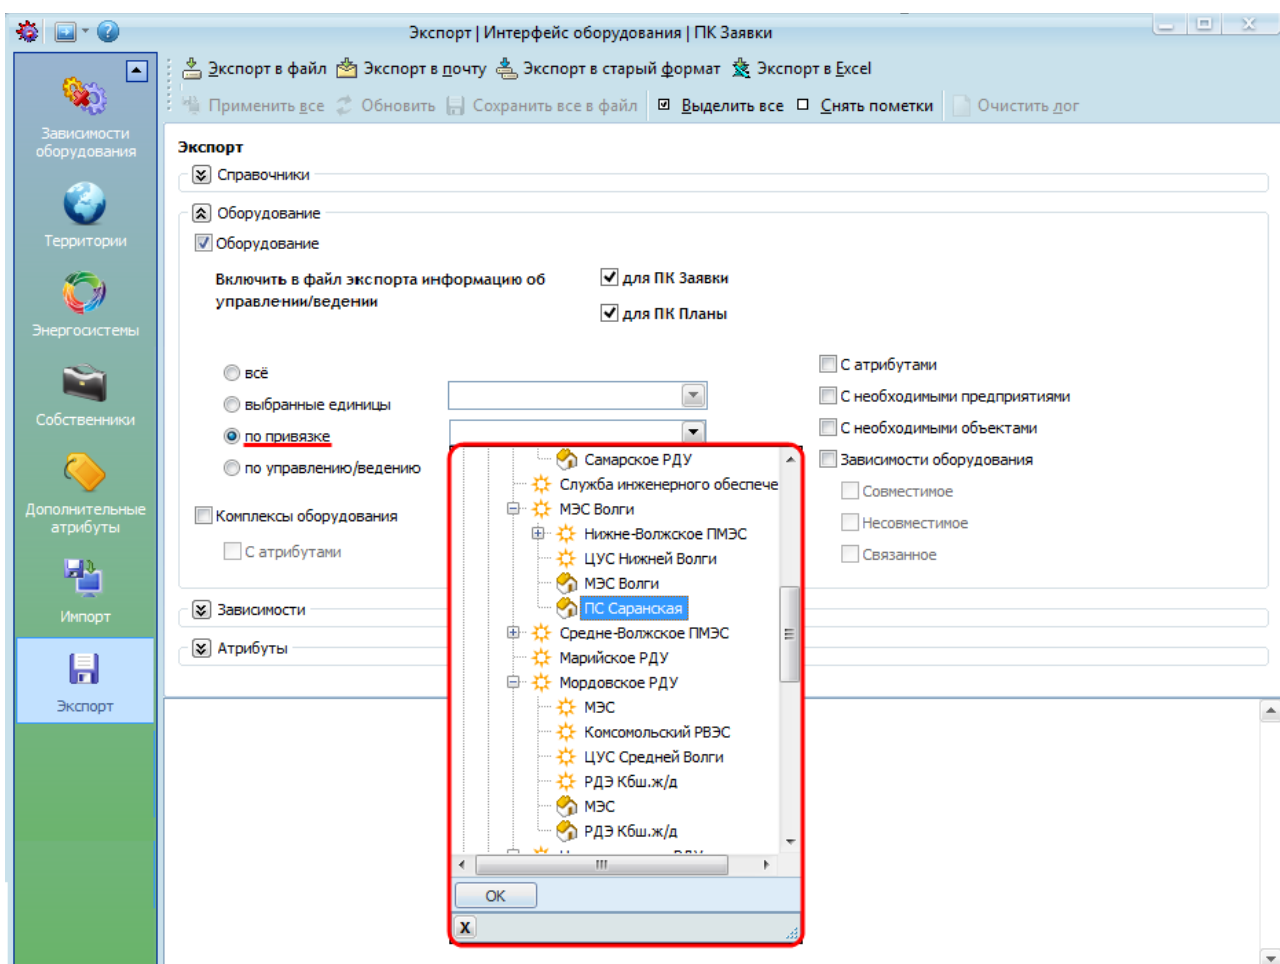 Экспорт | Интерфейс оборудования | ПК Заявки
Экспорт в файл Экспорт в почту Экспорт в старый формат Экспорт в Excel
Применить все Обновить Сохранить все в файл Выделить все Снять пометки Очистить лог
Зависимости
оборудования
Территории
Энергосистемы
Собственники
Дополнительные
атрибуты
Импорт
Экспорт
Экспорт
Справочники
Оборудование
Оборудование
Включить в файл экспорта информацию об
управлении/ведении
для ПК Заявки
для ПК Планы
всё
выбранные единицы
по привязке
по управлению/ведению
Комплексы оборудования
С атрибутами
С атрибутами
С необходимыми предприятиями
С необходимыми объектами
Зависимости оборудования
Совместимое
Несовместимое
Связанное
Самарское РДУ
Служба инженерного обеспече
МЭС Волги
Нижне-Волжское ПМЭС
ЦУС Нижней Волги
МЭС Волги
ПС Саранская
Средне-Волжское ПМЭС
Марийское РДУ
Мордовское РДУ
МЭС
Комсомольский РВЭС
ЦУС Средней Волги
РДЭ Кбш.ж/д
МЭС
РДЭ Кбш.ж/д
OK
X
Зависимости
Атрибуты